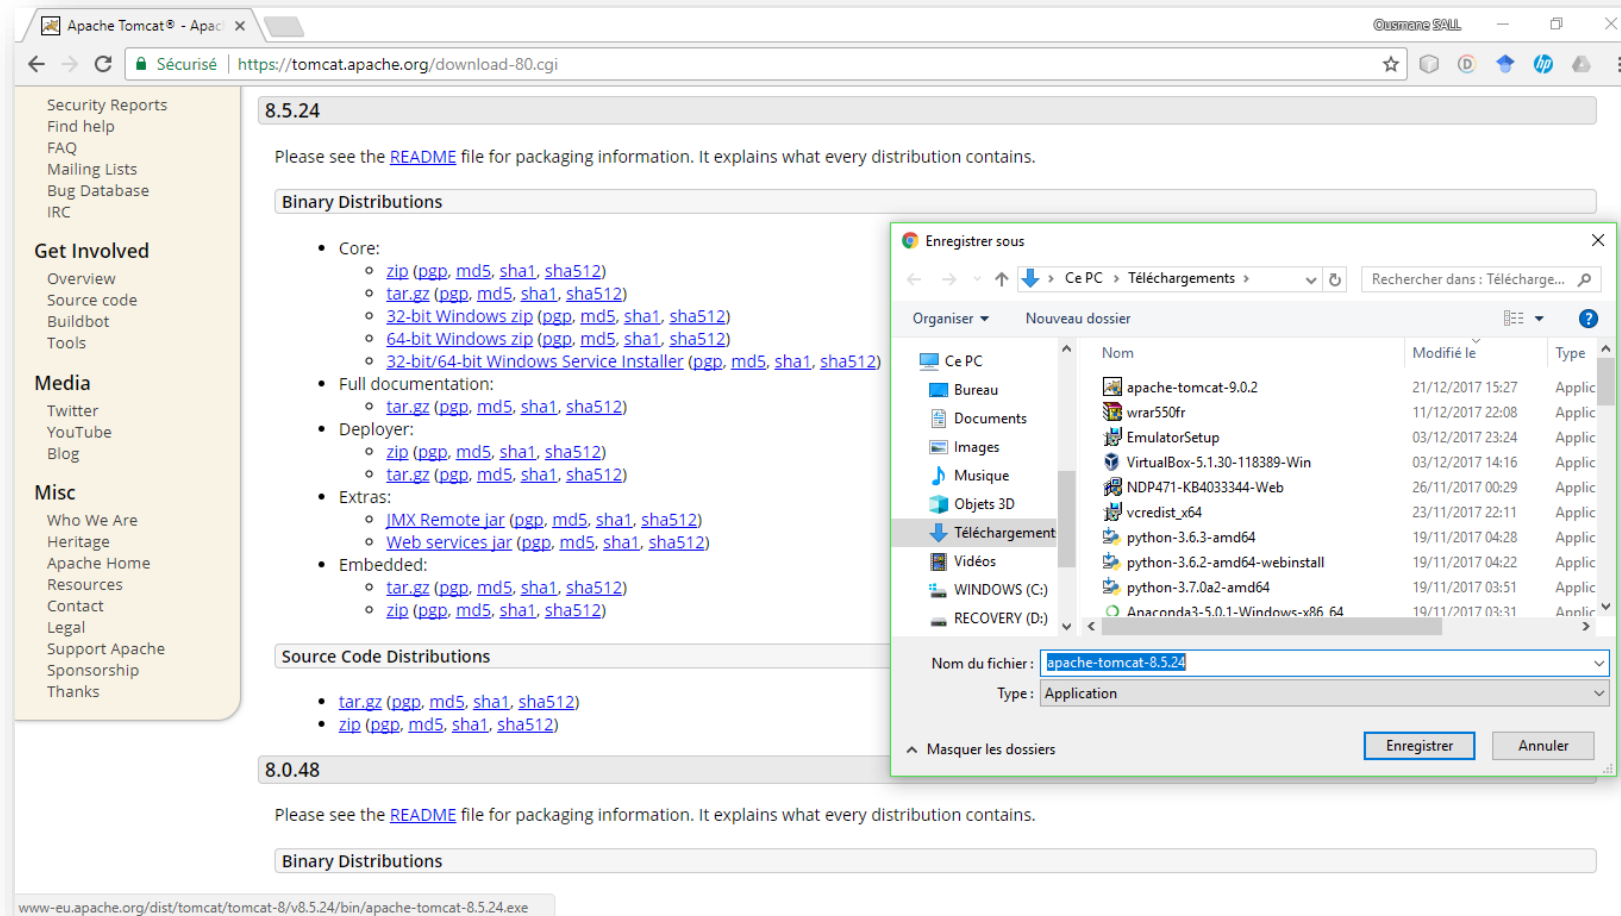 Apache Tomcat® - Apac
Ousmane SALL
Sécurisé
https://tomcat.apache.org/download-80.cgi
Security Reports
Find help
FAQ
Mailing Lists
Bug Database
IRC
Get Involved
Overview
Source code
Buildbot
Tools
Media
Twitter
YouTube
Blog
Misc
Who We Are
Heritage
Apache Home
Resources
Contact
Legal
Support Apache
Sponsorship
Thanks
8.5.24
Please see the README file for packaging information. It explains what every distribution contains.
Binary Distributions
Core:
zip (pgp, md5, sha1, sha512)
tar.gz (pgp, md5, sha1, sha512)
32-bit Windows zip (pgp, md5, sha1, sha512)
64-bit Windows zip (pgp, md5, sha1, sha512)
32-bit/64-bit Windows Service Installer (pgp, md5, sha1, sha512)
Full documentation:
tar.gz (pgp, md5, sha1, sha512)
Deployer:
zip (pgp, md5, sha1, sha512)
tar.gz (pgp, md5, sha1, sha512)
Extras:
JMX Remote jar (pgp, md5, sha1, sha512)
Web services jar (pgp, md5, sha1, sha512)
Embedded:
tar.gz (pgp, md5, sha1, sha512)
zip (pgp, md5, sha1, sha512)
Source Code Distributions
tar.gz (pgp, md5, sha1, sha512)
zip (pgp, md5, sha1, sha512)
8.0.48
Please see the README file for packaging information. It explains what every distribution contains.
Binary Distributions
www-eu.apache.org/dist/tomcat/tomcat-8/v8.5.24/bin/apache-tomcat-8.5.24.exe
Enregistrer sous
Ce PC > Téléchargements >
Rechercher dans : Télécharge...
Organiser
Nouveau dossier
?
Ce PC
Bureau
Documents
Images
Musique
Objets 3D
Téléchargement
Vidéos
WINDOWS (C:)
RECOVERY (D:)
Nom Modifié le Type
apache-tomcat-9.0.2 21/12/2017 15:27 Applic
wrar550fr 11/12/2017 22:08 Applic
EmulatorSetup 03/12/2017 23:24 Applic
VirtualBox-5.1.30-118389-Win 03/12/2017 14:16 Applic
NDP471-KB4033344-Web 26/11/2017 00:29 Applic
vcredist_x64 23/11/2017 22:11 Applic
python-3.6.3-amd64 19/11/2017 04:28 Applic
python-3.6.2-amd64-webinstall 19/11/2017 04:22 Applic
python-3.7.0a2-amd64 19/11/2017 03:51 Applic
Anaconda3-5.0.1-Windows-x86_64 19/11/2017 03:31 Applic
Nom du fichier : apache-tomcat-8.5.24
Type : Application
Masquer les dossiers
Enregistrer
Annuler